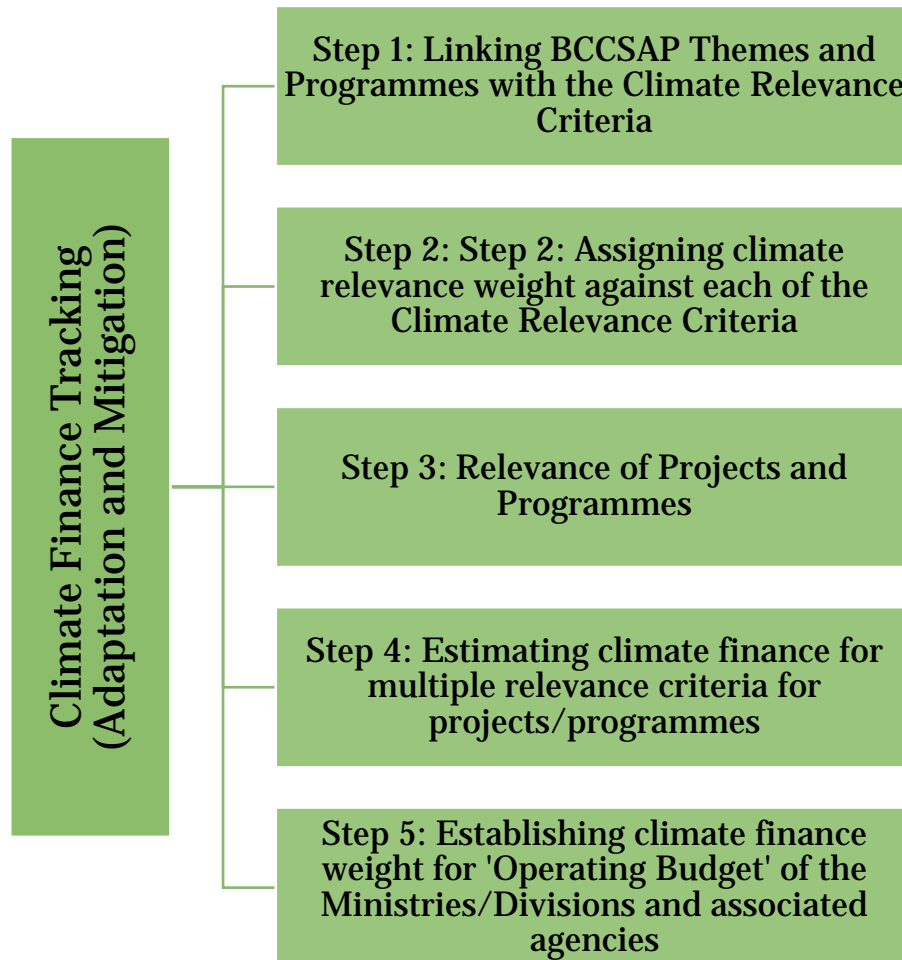 Climate Finance Tracking
(Adaptation and Mitigation)
Step 1: Linking BCCSAP Themes and
Programmes with the Climate Relevance
Criteria
Step 2: Step 2: Assigning climate
relevance weight against each of the
Climate Relevance Criteria
Step 3: Relevance of Projects and
Programmes
Step 4: Estimating climate finance for
multiple relevance criteria for
projects/programmes
Step 5: Establishing climate finance
weight for 'Operating Budget' of the
Ministries/Divisions and associated
agencies